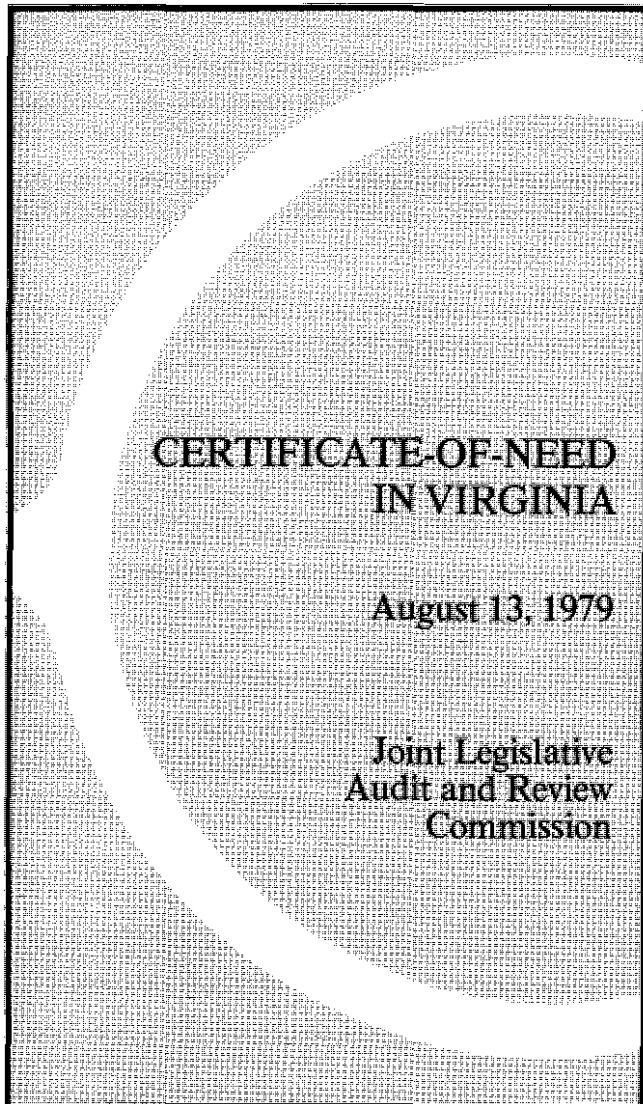 CERTIFICATE-OF-NEED
IN VIRGINIA
August 13, 1979
Joint Legislative
Audit and Review
Commission